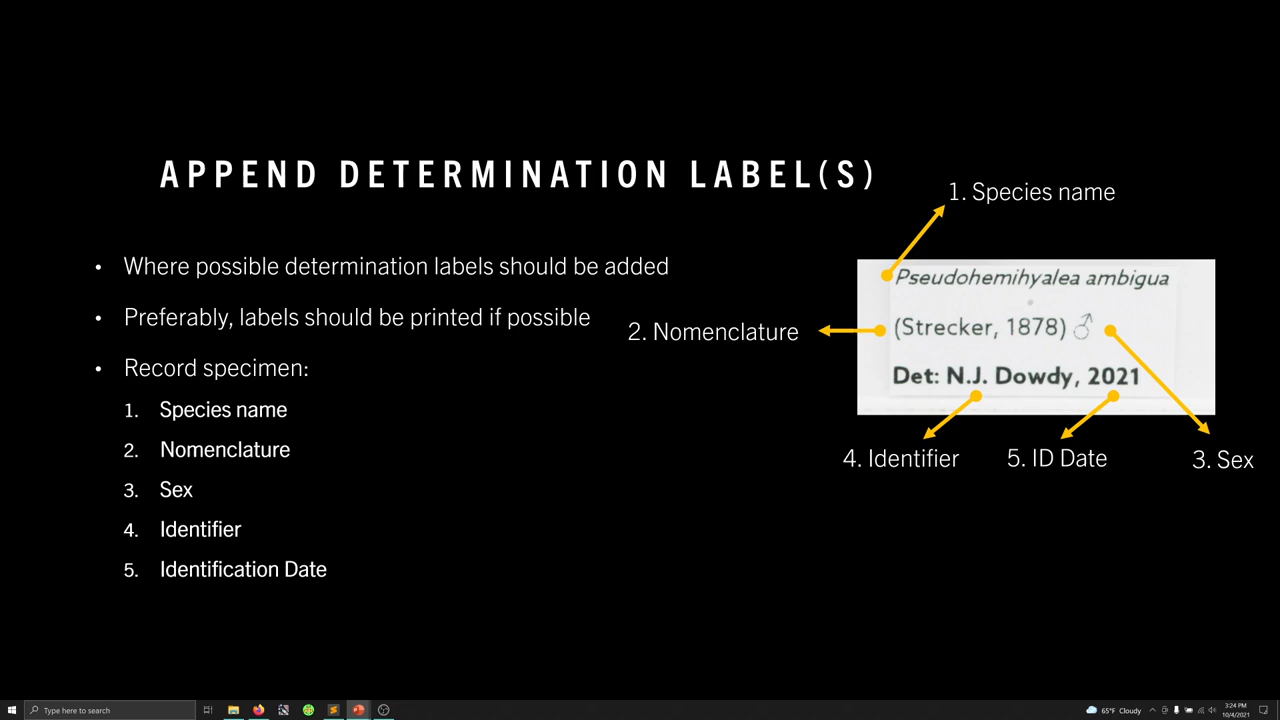 APPEND DETERMINATION LABEL(S)
• Where possible determination labels should be added
• Preferably, labels should be printed if possible
• Record specimen:
1. Species name
2. Nomenclature
3. Sex
4. Identifier
5. Identification Date
1. Species name
Pseudohemihyalea ambigua
2. Nomenclature
(Strecker, 1878) ♂
Det: N.J. Dowdy, 2021
4. Identifier
5. ID Date
3. Sex
Type here to search
65°F Cloudy
3:24 PM
10/4/2021